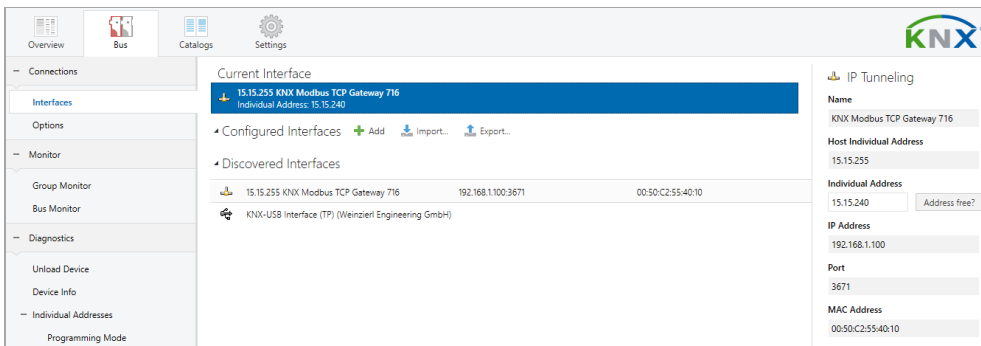 Overview
Bus
Catalogs
Settings
KNX
− Connections
Interfaces
Options
− Monitor
Group Monitor
Bus Monitor
− Diagnostics
Unload Device
Device Info
− Individual Addresses
Programming Mode
Current Interface
15.15.255 KNX Modbus TCP Gateway 716
Individual Address: 15.15.240
Configured Interfaces + Add Import... Export...
Discovered Interfaces
15.15.255 KNX Modbus TCP Gateway 716 192.168.1.100:3671 00:50:C2:55:40:10
KNX-USB Interface (TP) (Weinzierl Engineering GmbH)
IP Tunneling
Name
KNX Modbus TCP Gateway 716
Host Individual Address
15.15.255
Individual Address
15.15.240 Address free?
IP Address
192.168.1.100
Port
3671
MAC Address
00:50:C2:55:40:10